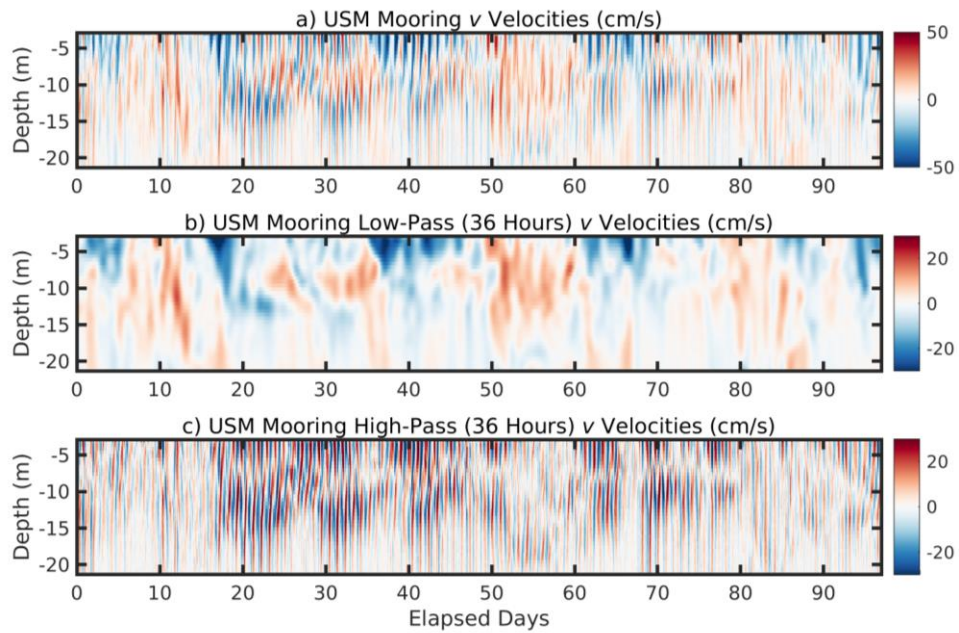 a) USM Mooring v Velocities (cm/s)
Depth (m)
-5
-10
-15
-20
0 10 20 30 40 50 60 70 80 90
50
0
-50
b) USM Mooring Low-Pass (36 Hours) v Velocities (cm/s)
Depth (m)
-5
-10
-15
-20
0 10 20 30 40 50 60 70 80 90
20
0
-20
c) USM Mooring High-Pass (36 Hours) v Velocities (cm/s)
Depth (m)
-5
-10
-15
-20
0 10 20 30 40 50 60 70 80 90
20
0
-20
Elapsed Days